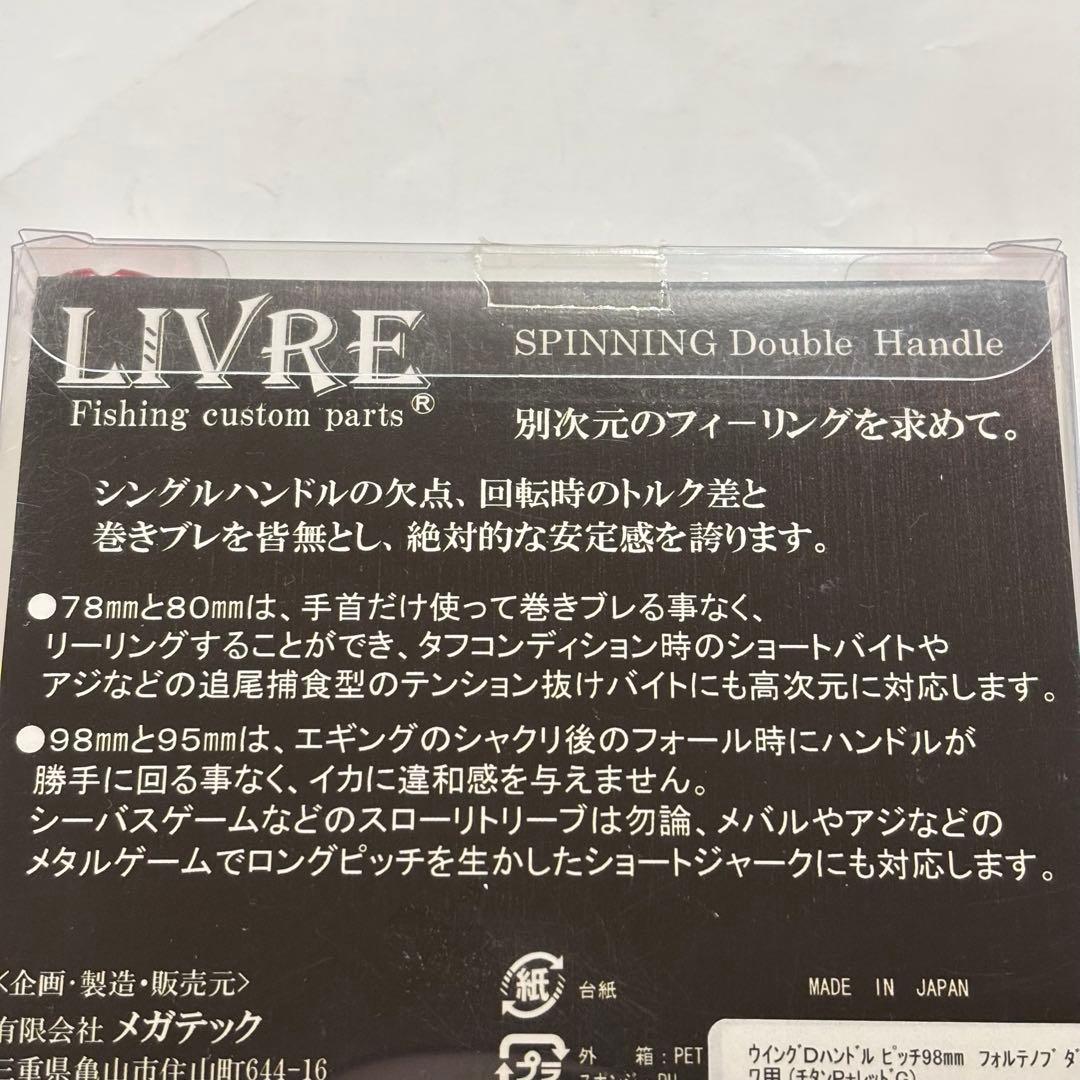 LIVRE
Fishing custom parts®
SPINNING Double Handle
別次元のフィーリングを求めて。
シングルハンドルの欠点、回転時のトルク差と
巻きブレを皆無とし、絶対的な安定感を誇ります。
●78㎜と80㎜は、手首だけ使って巻きブレる事なく、
リーリングすることができ、タフコンディション時のショートバイトや
アジなどの追尾捕食型のテンション抜けバイトにも高次元に対応します。
●98㎜と95㎜は、エギングのシャクリ後のフォール時にハンドルが
勝手に回る事なく、イカに違和感を与えません。
シーバスゲームなどのスローリトリーブは勿論、メバルやアジなどの
メタルゲームでロングピッチを生かしたショートジャークにも対応します。
<企画・製造・販売元>
有限会社 メガテック
三重県亀山市住山町644-16
紙 台紙
プラ 外 箱：PET
MADE IN JAPAN
ウイングDハンドル ピッチ98mm フォルテノブ ダ
ワ用 (チタンP+レッドG)